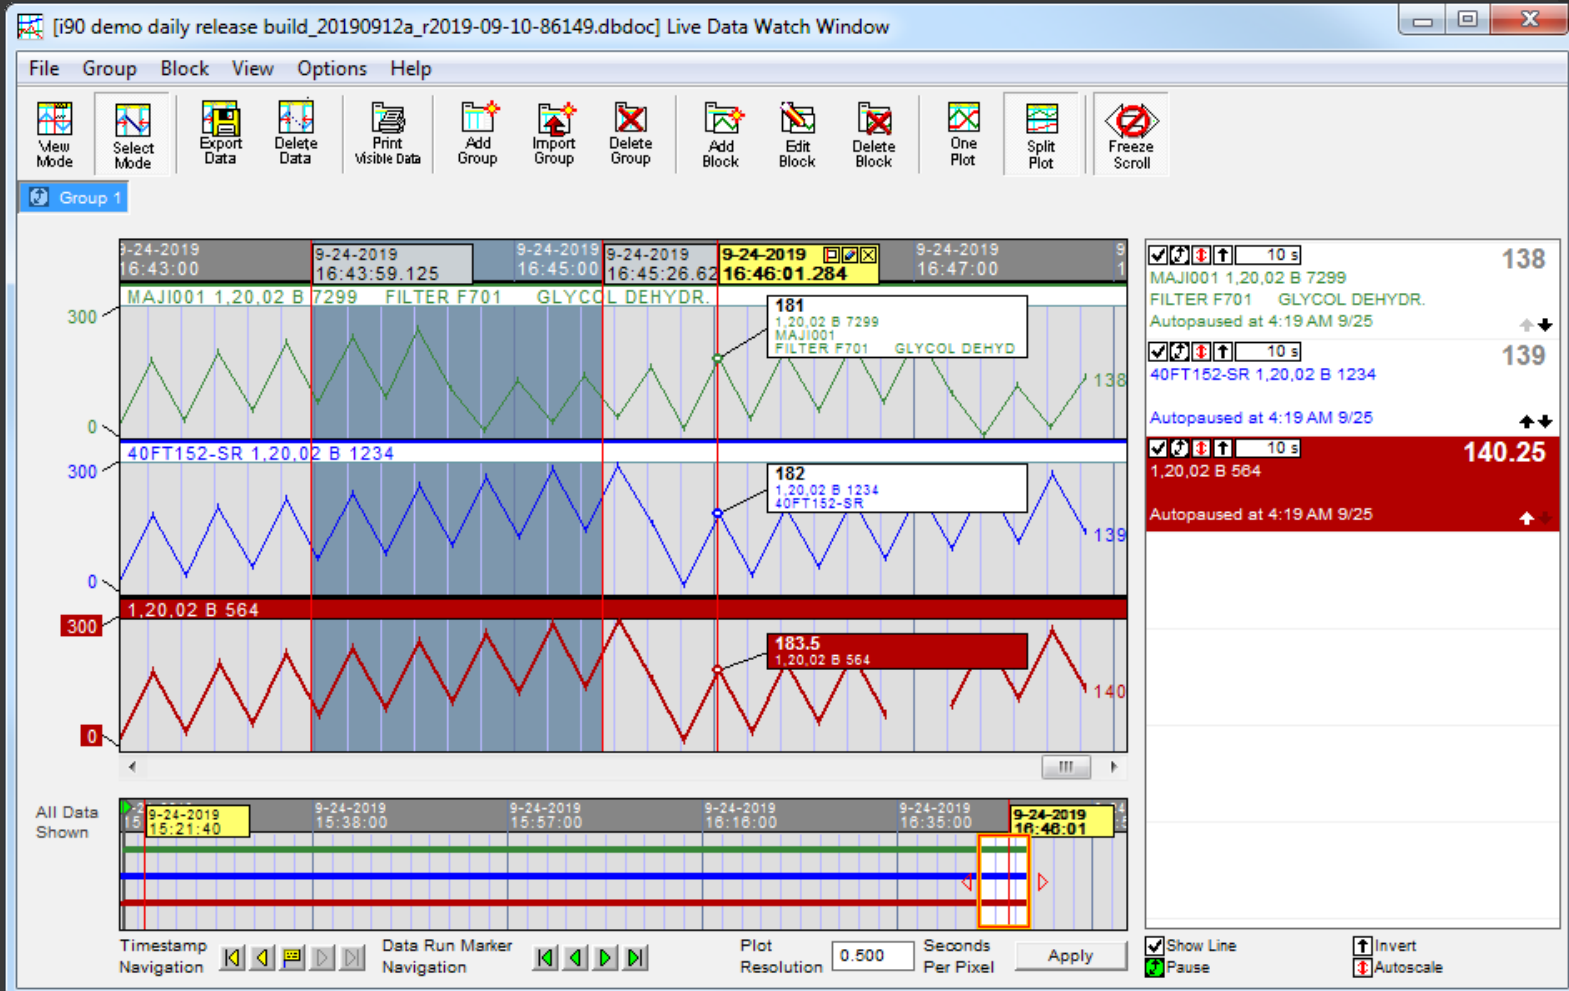 [i90 demo daily release build_20190912a_r2019-09-10-86149.dbdoc] Live Data Watch Window
File Group Block View Options Help
View Mode
Select Mode
Export Data
Delete Data
Print Visible Data
Add Group
Import Group
Delete Group
Add Block
Edit Block
Delete Block
One Plot
Split Plot
Freeze Scroll
Group 1
9-24-2019
16:43:00
9-24-2019
16:43:59.125
9-24-2019
16:45:00
9-24-2019
16:45:26.62
9-24-2019
16:46:01.284
9-24-2019
16:47:00
MAJI001 1,20,02 B 7299 FILTER F701 GLYCOL DEHYDR.
300
0
181
1,20,02 B 7299
MAJI001
FILTER F701 GLYCOL DEHYD
138
40FT152-SR 1,20,02 B 1234
300
0
182
1,20,02 B 1234
40FT152-SR
139
1,20,02 B 564
300
0
183.5
1,20,02 B 564
140
10 s 138
MAJI001 1,20,02 B 7299
FILTER F701 GLYCOL DEHYDR.
Autopaused at 4:19 AM 9/25
10 s 139
40FT152-SR 1,20,02 B 1234
Autopaused at 4:19 AM 9/25
10 s 140.25
1,20,02 B 564
Autopaused at 4:19 AM 9/25
All Data
Shown
9-24-2019
15:21:40
9-24-2019
15:38:00
9-24-2019
15:57:00
9-24-2019
16:16:00
9-24-2019
16:35:00
9-24-2019
16:46:01
Timestamp
Navigation
Data Run Marker
Navigation
Plot
Resolution
0.500
Seconds
Per Pixel
Apply
Show Line
Pause
Invert
Autoscale